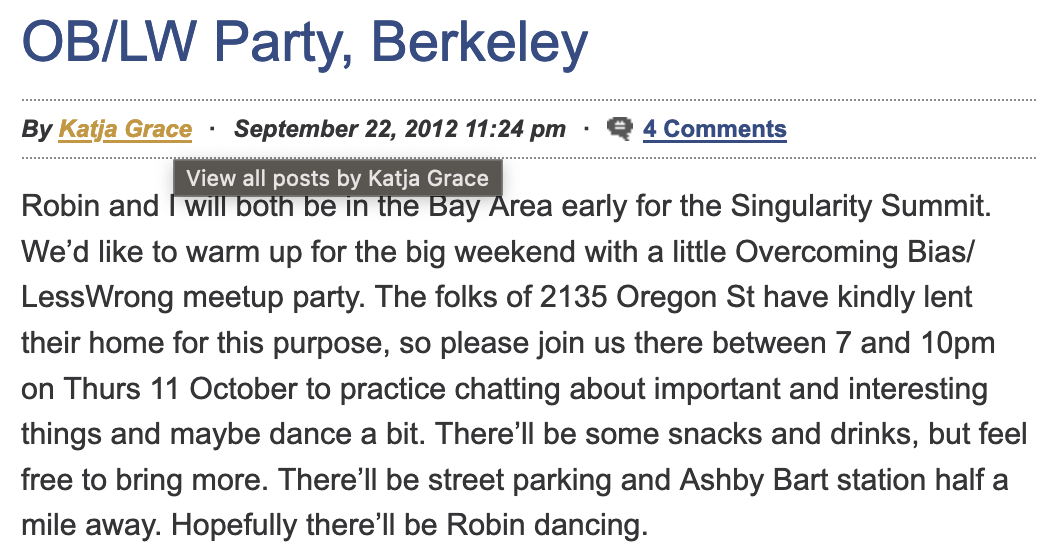 OB/LW Party, Berkeley
By Katja Grace · September 22, 2012 11:24 pm · 4 Comments
View all posts by Katja Grace
Robin and I will both be in the Bay Area early for the Singularity Summit.
We’d like to warm up for the big weekend with a little Overcoming Bias/
LessWrong meetup party. The folks of 2135 Oregon St have kindly lent
their home for this purpose, so please join us there between 7 and 10pm
on Thurs 11 October to practice chatting about important and interesting
things and maybe dance a bit. There’ll be some snacks and drinks, but feel
free to bring more. There’ll be street parking and Ashby Bart station half a
mile away. Hopefully there’ll be Robin dancing.